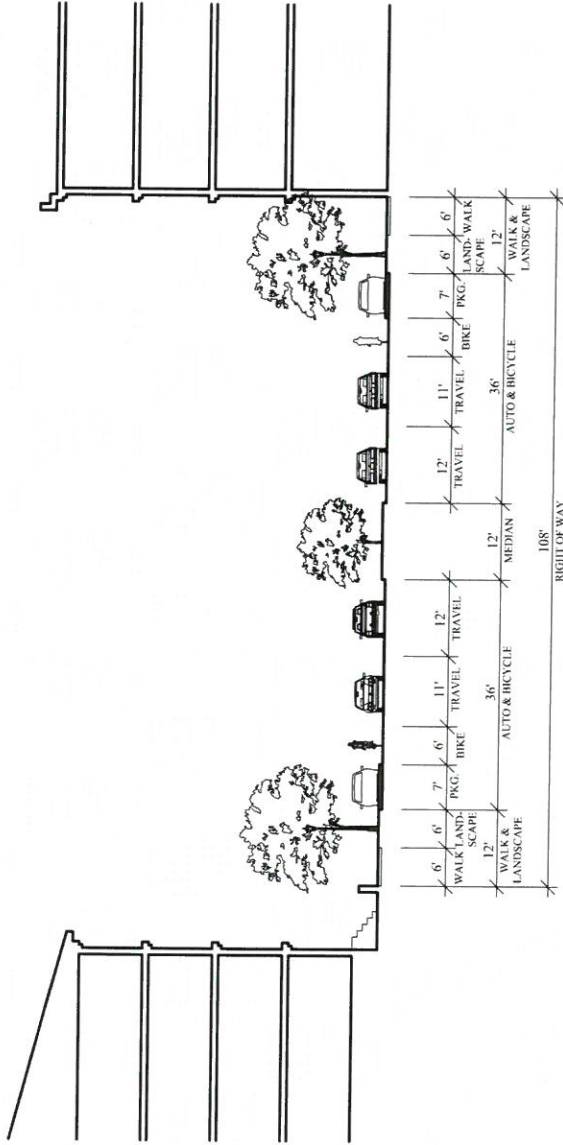 6' 6' 7' 6' 11' 12' 12' 11' 6' 7' 6' 6'
WALK LAND- PKG. BIKE TRAVEL TRAVEL TRAVEL TRAVEL BIKE PKG. LAND- WALK
SCAPE SCAPE
12' 36' 12' 36' 12'
WALK & AUTO & BICYCLE MEDIAN AUTO & BICYCLE WALK &
LANDSCAPE LANDSCAPE
108'
RIGHT OF WAY